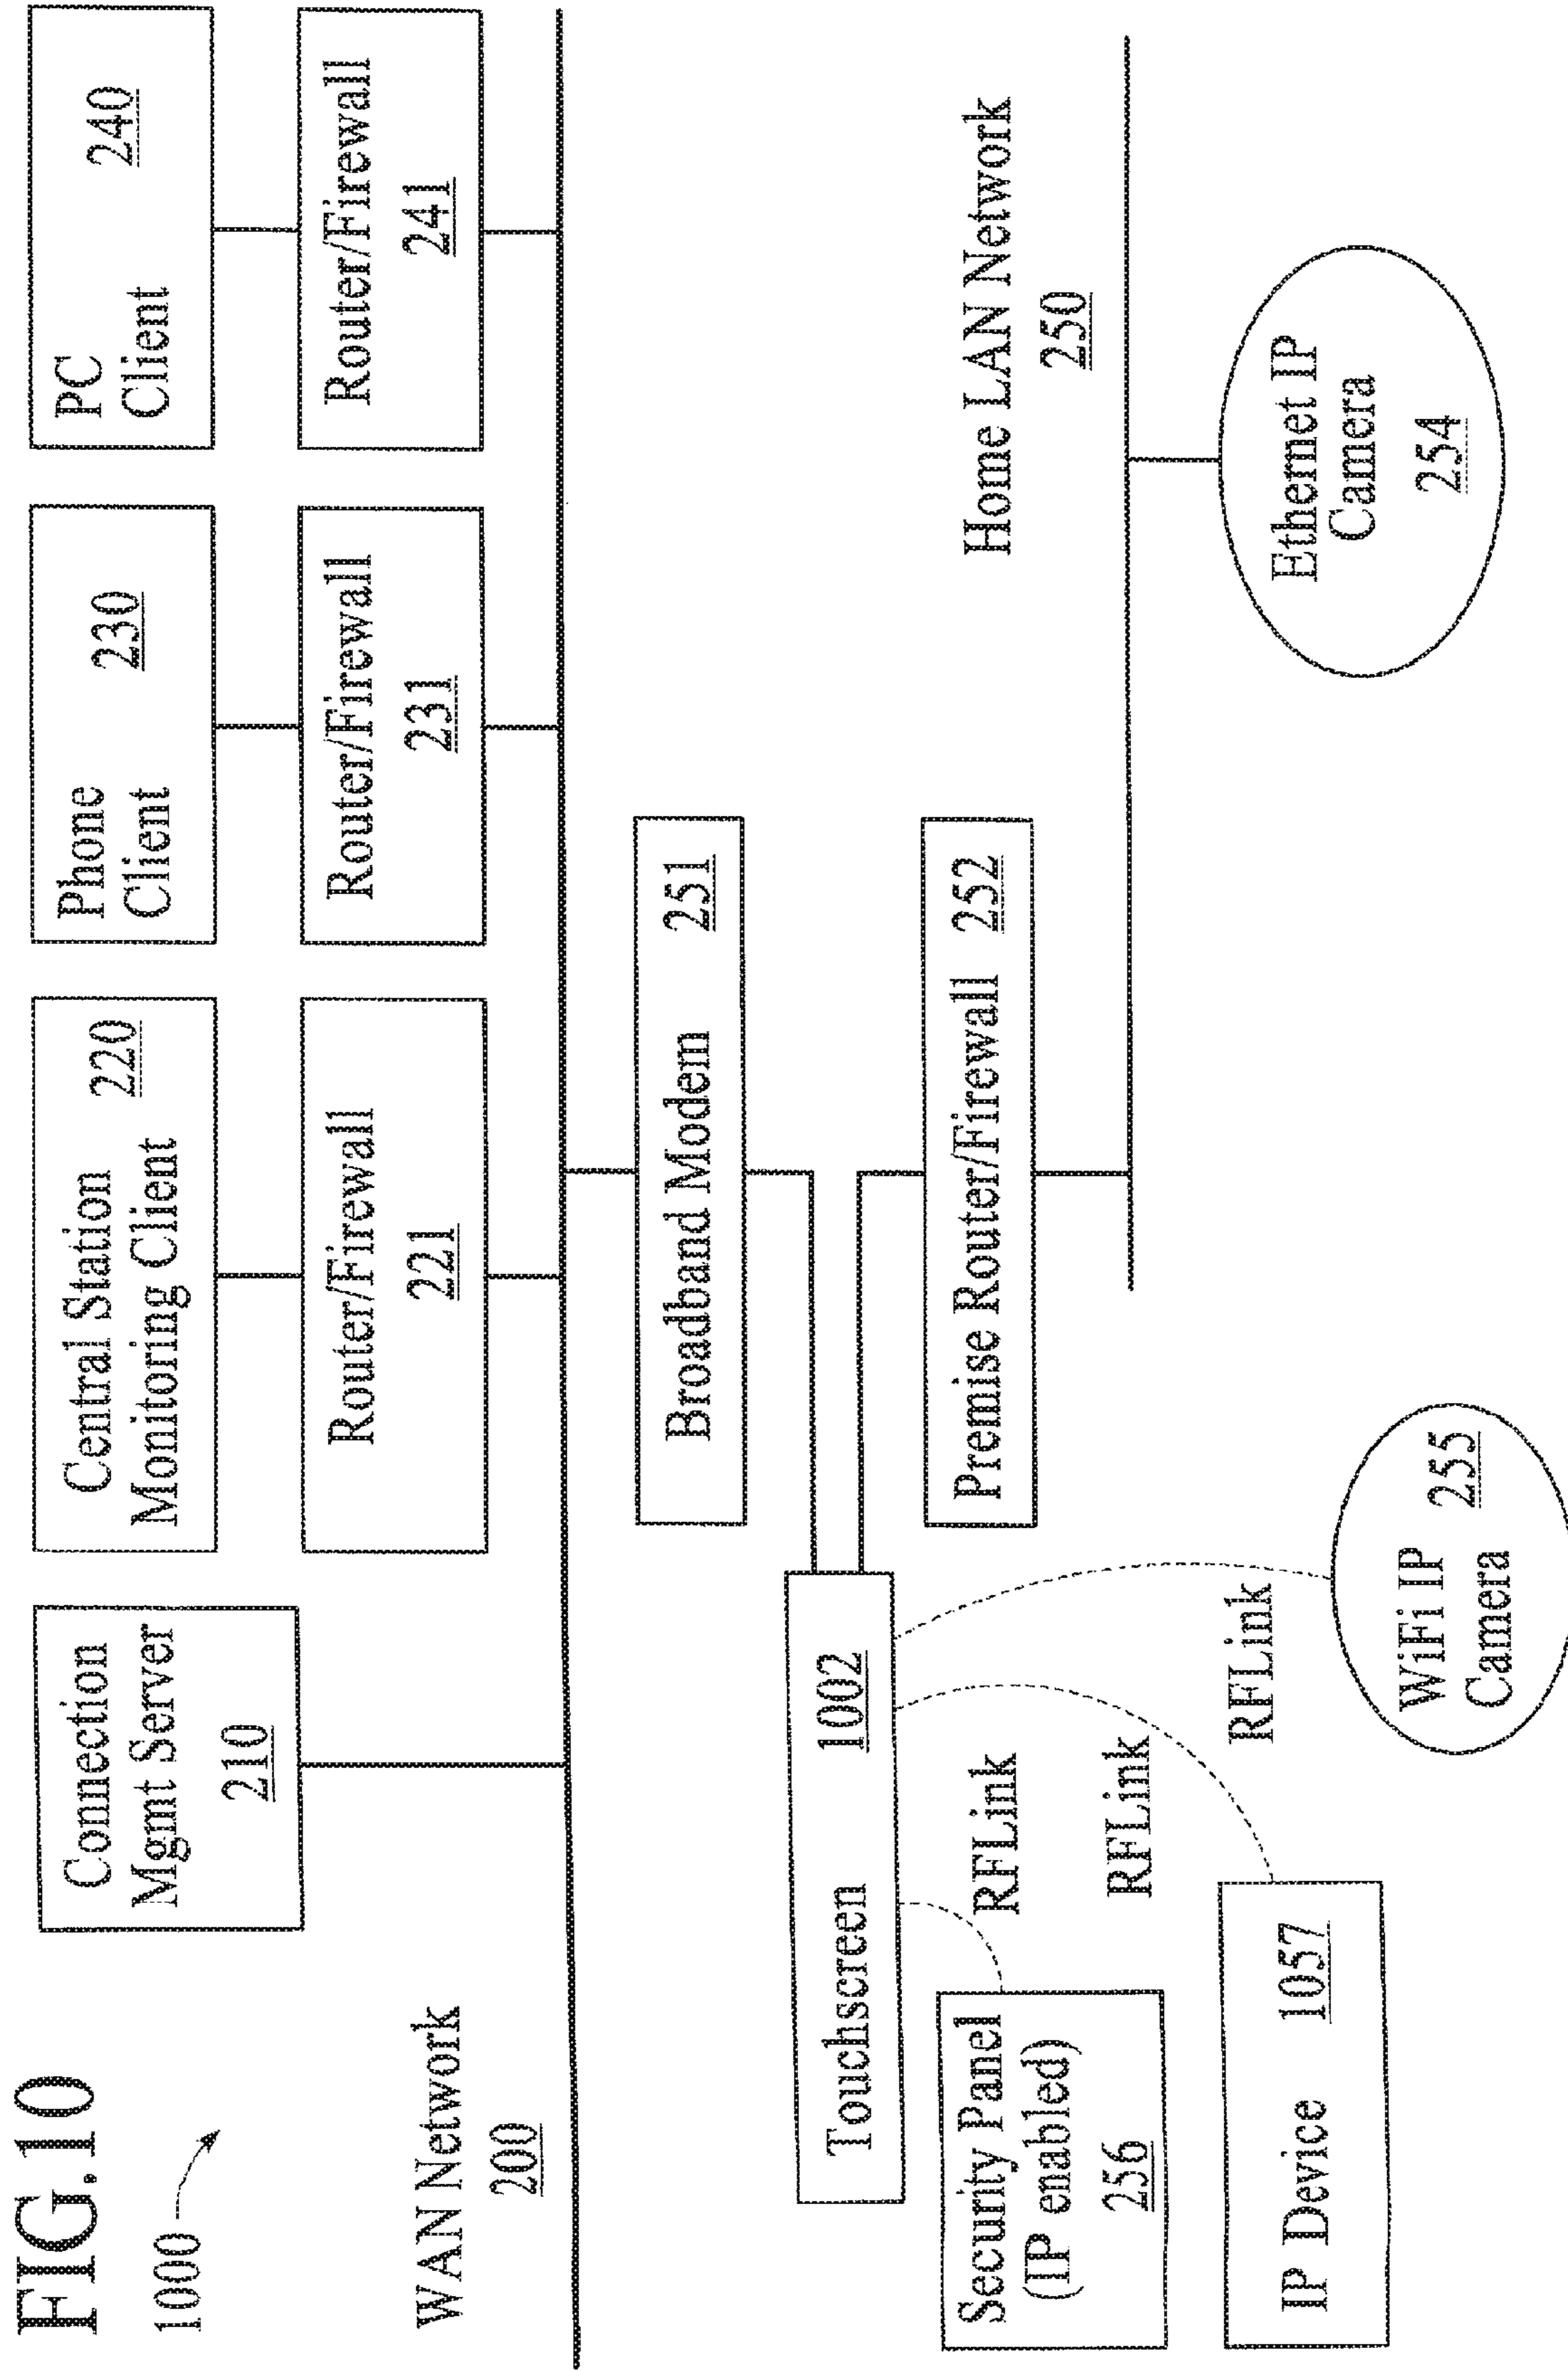 FIG.10
1000
WAN Network
200
Connection
Mgmt Server
210
Central Station
Monitoring Client
220
Phone
Client
230
PC
Client
240
Router/Firewall
221
Router/Firewall
231
Router/Firewall
241
Broadband Modem 251
Touchscreen 1002
Premise Router/Firewall 252
Home LAN Network
250
Security Panel
(IP enabled)
256
RFLink
RFLink
RFLink
IP Device 1057
WiFi IP
Camera
255
Ethernet IP
Camera
254